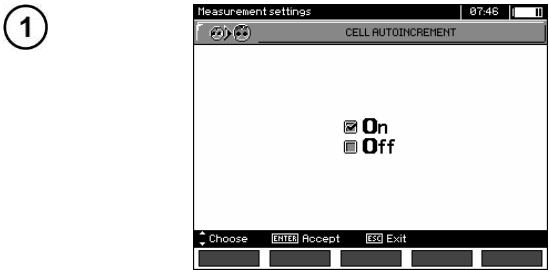 1
Measurement settings 07:46
CELL AUTOINCREMENT
On
Off
Choose ENTER Accept ESC Exit